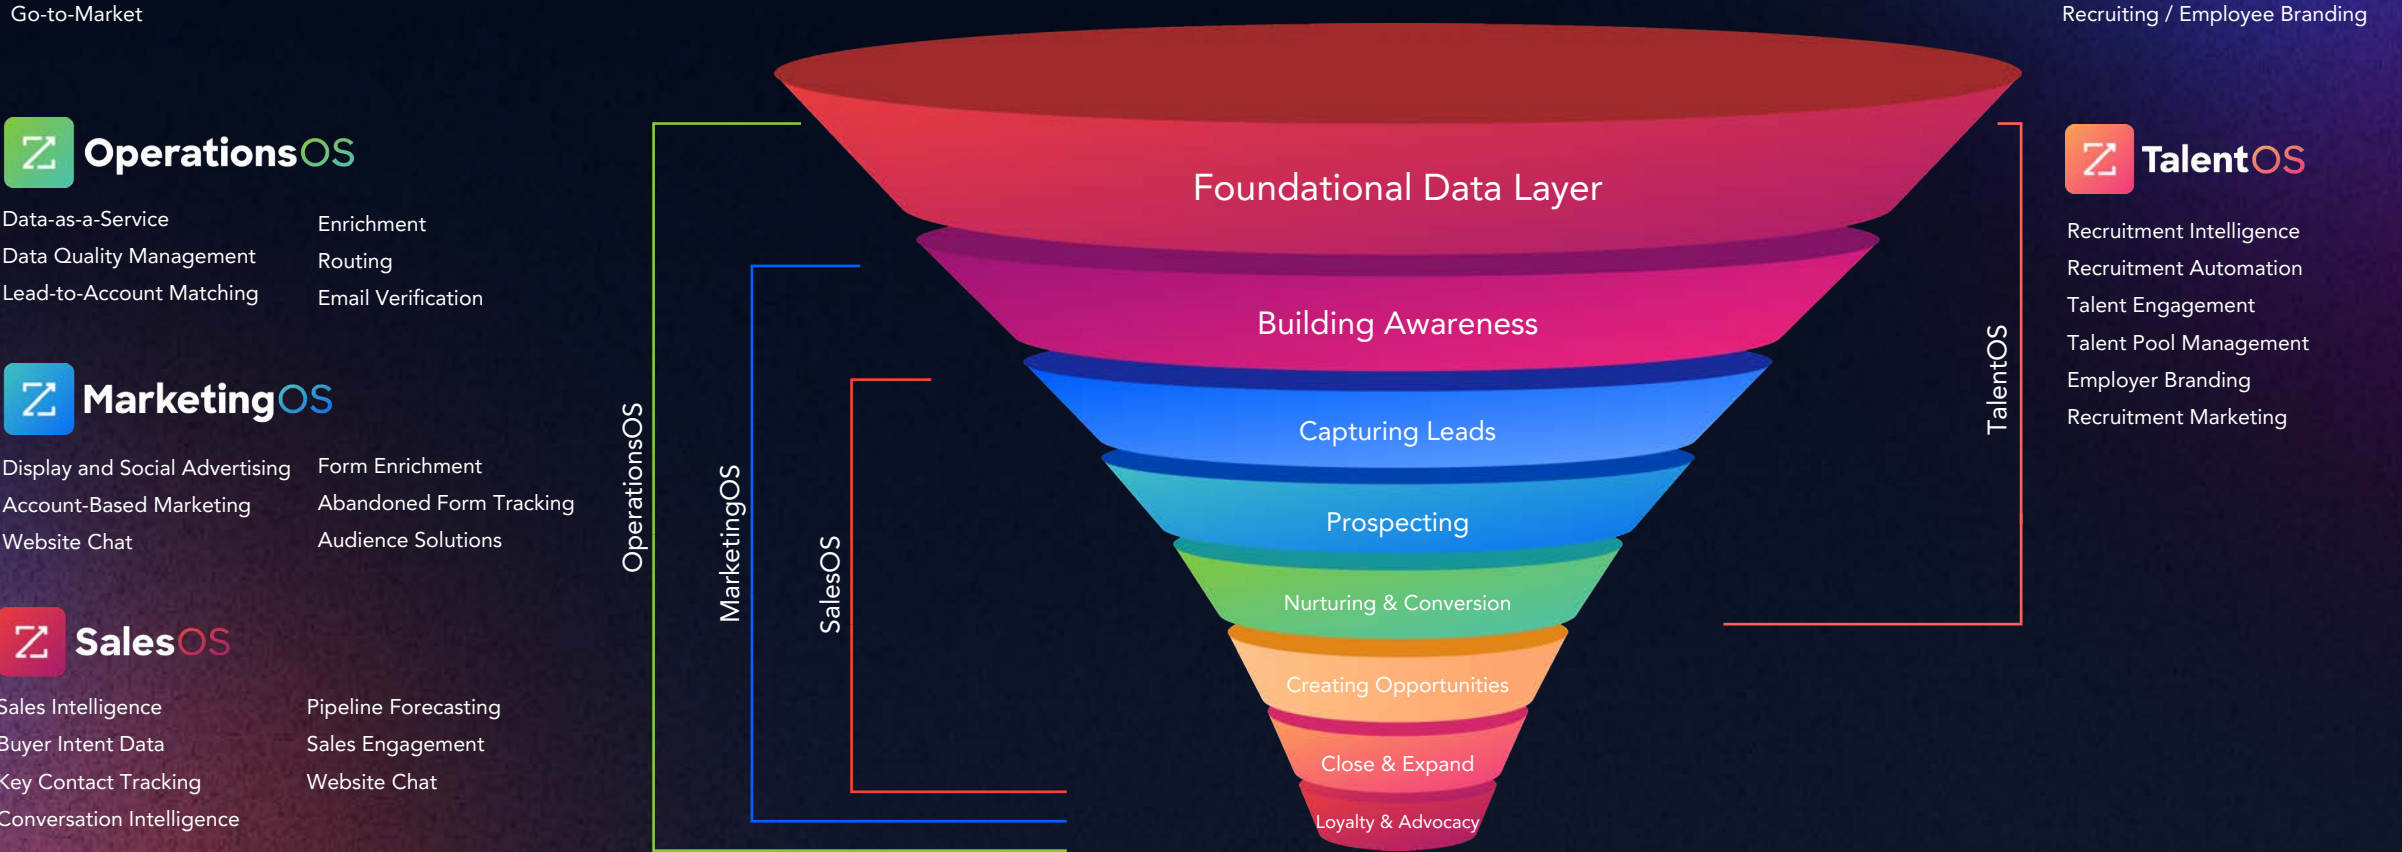 Go-to-Market
Recruiting / Employee Branding
OperationsOS
Data-as-a-Service
Data Quality Management
Lead-to-Account Matching
Enrichment
Routing
Email Verification
MarketingOS
Display and Social Advertising
Account-Based Marketing
Website Chat
Form Enrichment
Abandoned Form Tracking
Audience Solutions
SalesOS
Sales Intelligence
Buyer Intent Data
Key Contact Tracking
Conversation Intelligence
Pipeline Forecasting
Sales Engagement
Website Chat
OperationsOS
MarketingOS
SalesOS
Foundational Data Layer
Building Awareness
Capturing Leads
Prospecting
Nurturing & Conversion
Creating Opportunities
Close & Expand
Loyalty & Advocacy
TalentOS
TalentOS
Recruitment Intelligence
Recruitment Automation
Talent Engagement
Talent Pool Management
Employer Branding
Recruitment Marketing